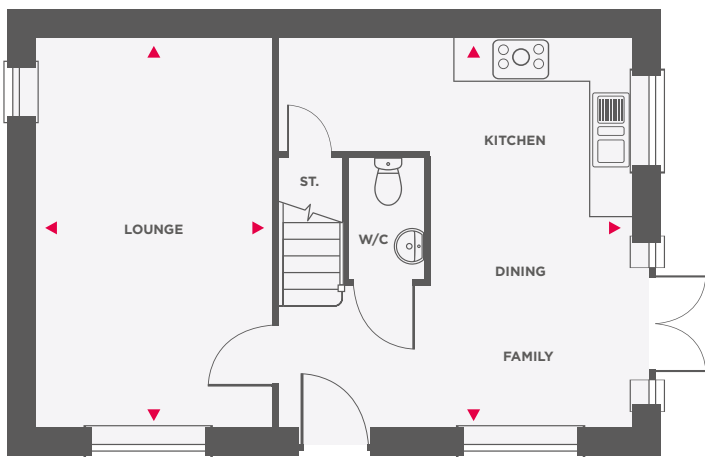 KITCHEN
ST.
LOUNGE
W/C
DINING
FAMILY